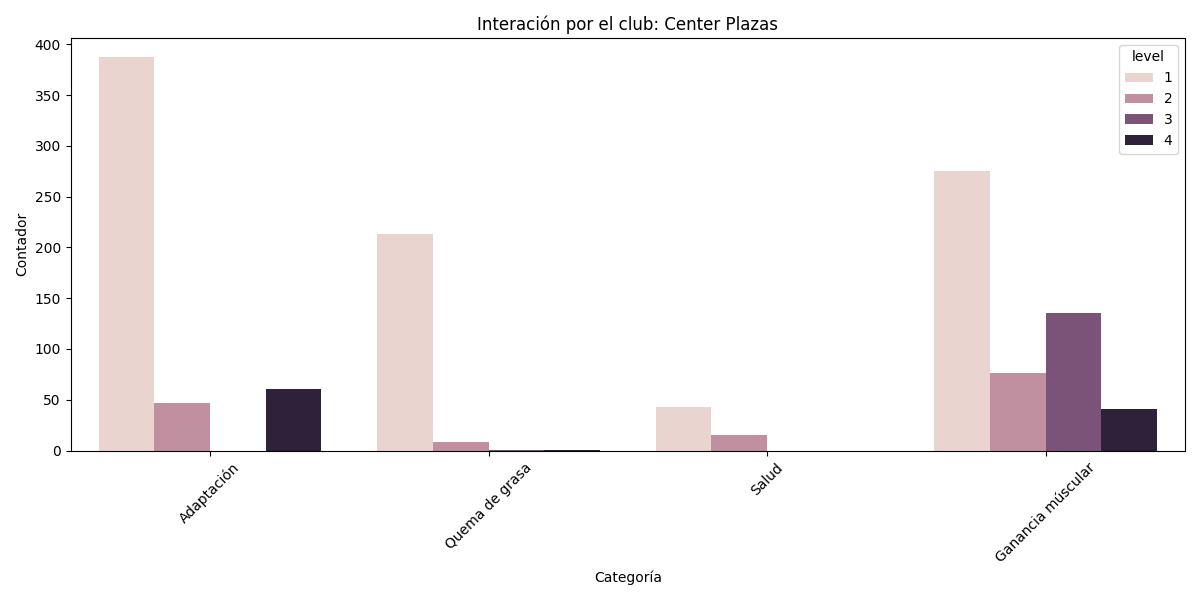 Interación por el club: Center Plazas
level
1
2
3
4
Contador
400
350
300
250
200
150
100
50
0
Adaptación
Quema de grasa
Salud
Ganancia múscular
Categoría